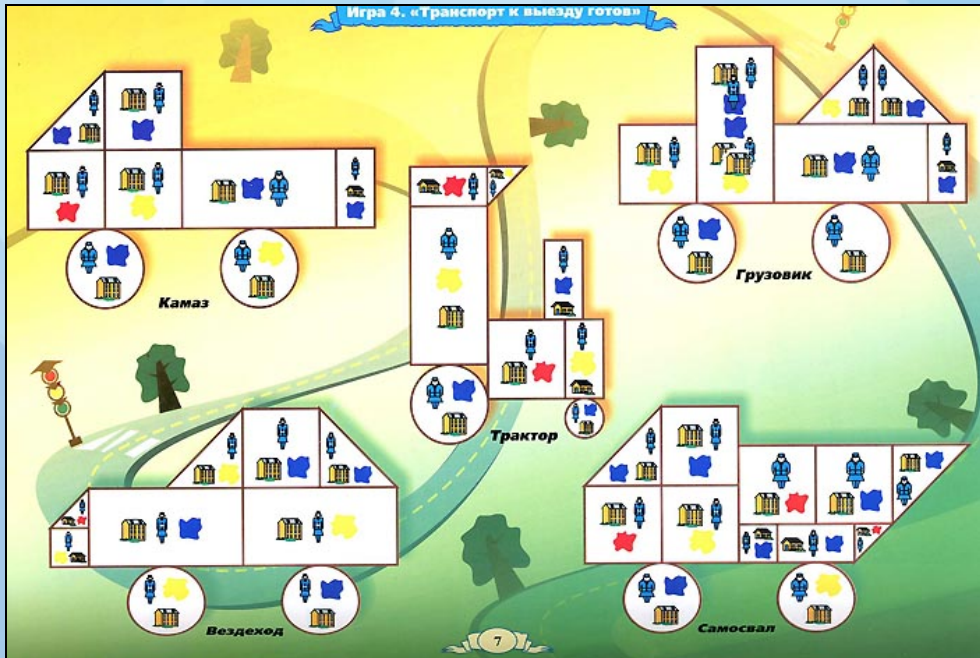 Игра 4. «Транспорт к выезду готов»
Камаз
Грузовик
Трактор
Вездеход
Самосвал
7